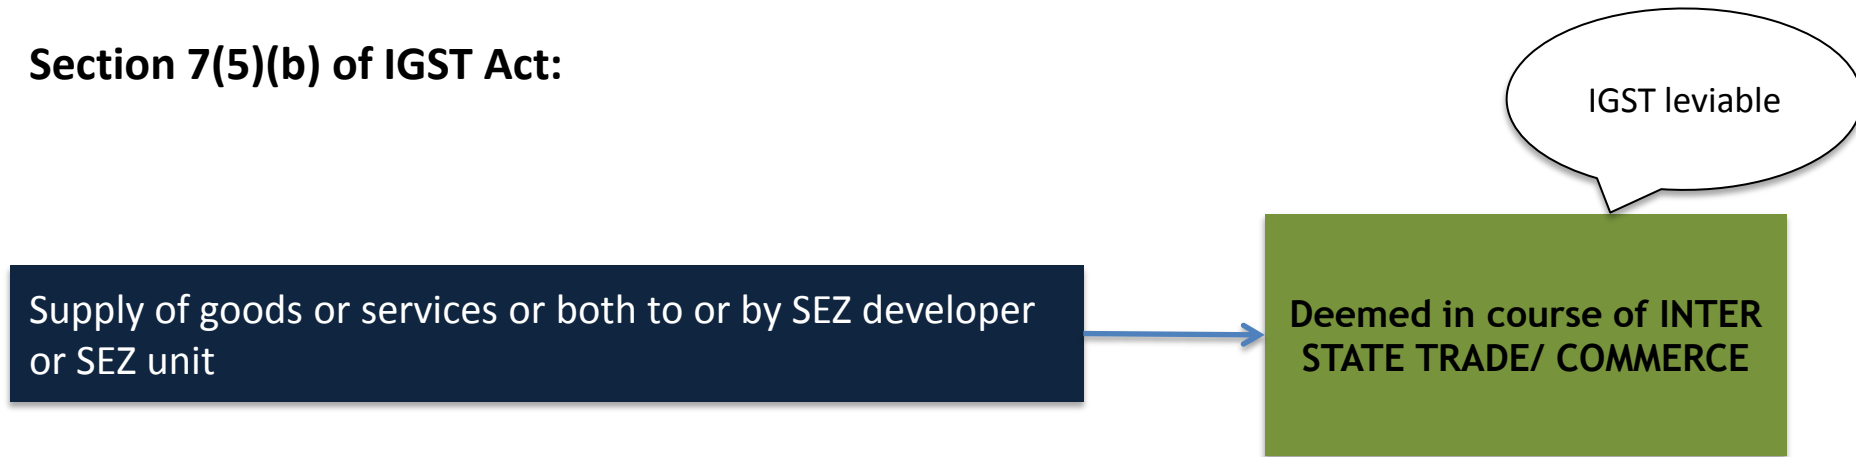 Section 7(5)(b) of IGST Act:
IGST leviable
Supply of goods or services or both to or by SEZ developer
or SEZ unit
Deemed in course of INTER
STATE TRADE/ COMMERCE